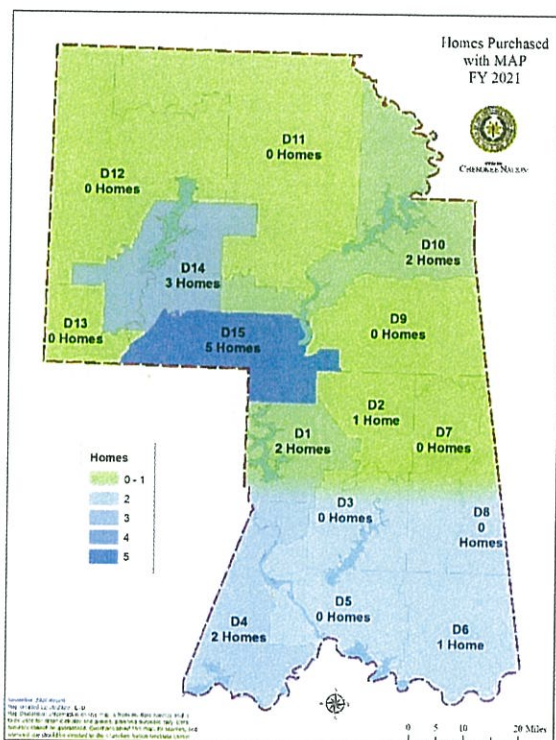 Homes Purchased
with MAP
FY 2021
CHEROKEE NATION
D11
0 Homes
D12
0 Homes
D10
2 Homes
D14
3 Homes
D13
0 Homes
D15
5 Homes
D9
0 Homes
D2
1 Home
D1
2 Homes
D7
0 Homes
Homes
0 - 1
2
3
4
5
D3
0 Homes
D8
0
Homes
D4
2 Homes
D5
0 Homes
D6
1 Home
0 5 10 20 Miles